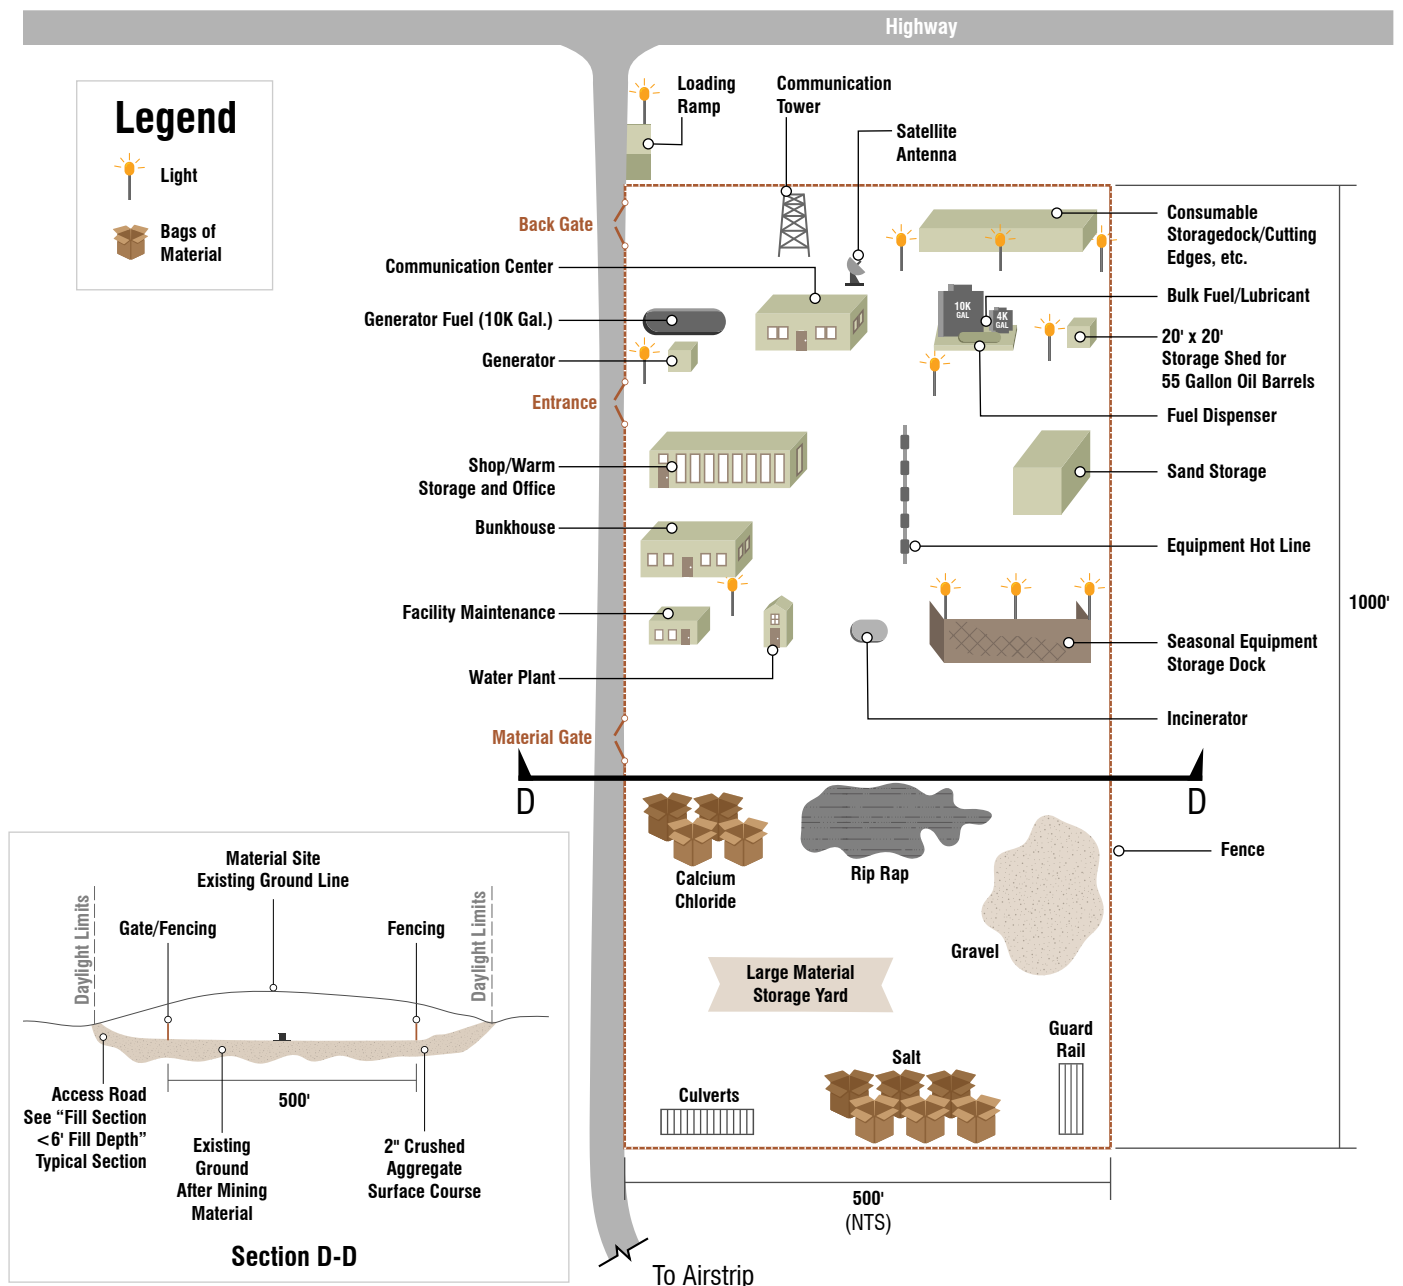 Highway
Legend
Light
Bags of
Material
Loading
Ramp
Communication
Tower
Satellite
Antenna
Back Gate
Communication Center
Generator Fuel (10K Gal.)
Generator
Entrance
Shop/Warm
Storage and Office
Bunkhouse
Facility Maintenance
Water Plant
Material Gate
Consumable
Storagedock/Cutting
Edges, etc.
Bulk Fuel/Lubricant
10K
GAL
4K
GAL
20' x 20'
Storage Shed for
55 Gallon Oil Barrels
Fuel Dispenser
Sand Storage
Equipment Hot Line
1000'
Seasonal Equipment
Storage Dock
Incinerator
D
D
Calcium
Chloride
Rip Rap
Fence
Gravel
Large Material
Storage Yard
Guard
Rail
Salt
Culverts
500'
(NTS)
To Airstrip
Material Site
Existing Ground Line
Daylight Limits
Gate/Fencing
Fencing
Daylight Limits
500'
Access Road
See “Fill Section
<6' Fill Depth”
Typical Section
Existing
Ground
After Mining
Material
2" Crushed
Aggregate
Surface Course
Section D-D